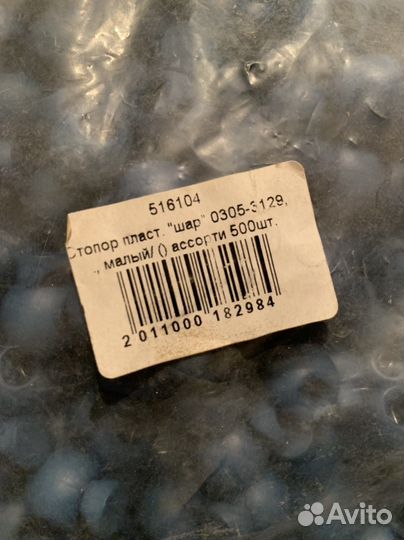 516104
Стопор пласт. "шар" 0305-3129,
., малый/ () ассорти 500шт.
2 011000 182984
Avito